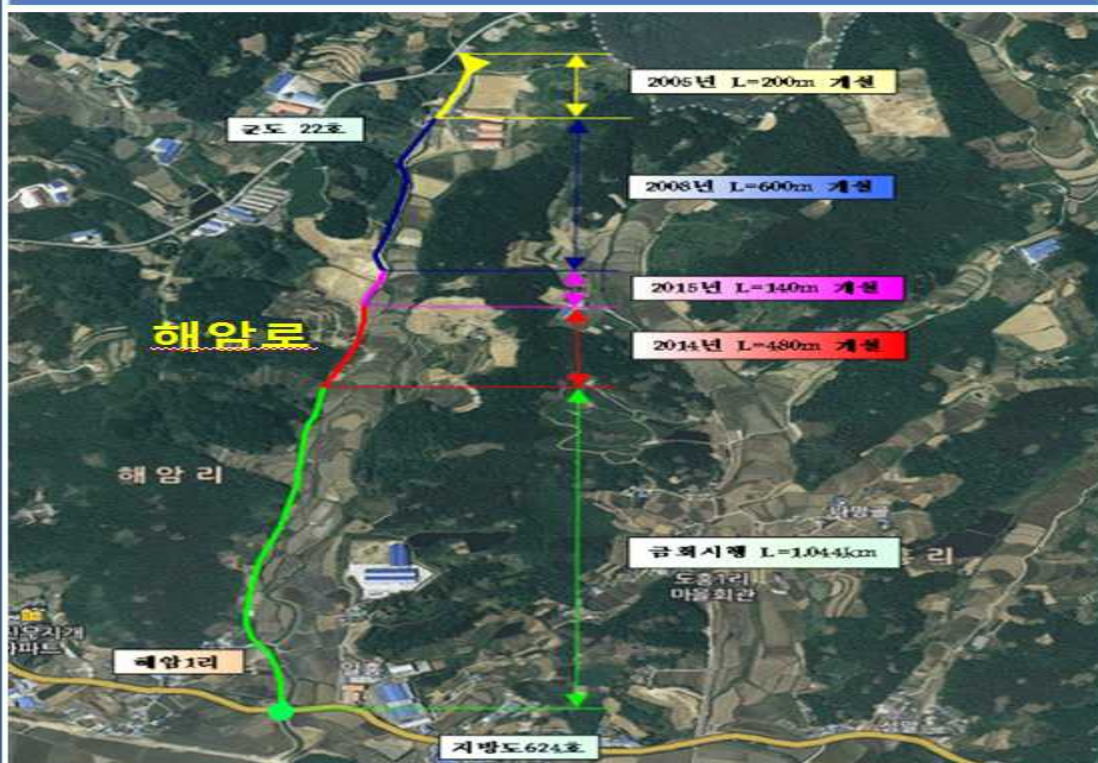 2005년 L=200m 개설
군도 22호
2008년 L=600m 개설
2015년 L=140m 개설
해암로
2014년 L=480m 개설
해암리
금회시행 L=1.044km
도흥1리
마을회관
해암1리
지방도624호